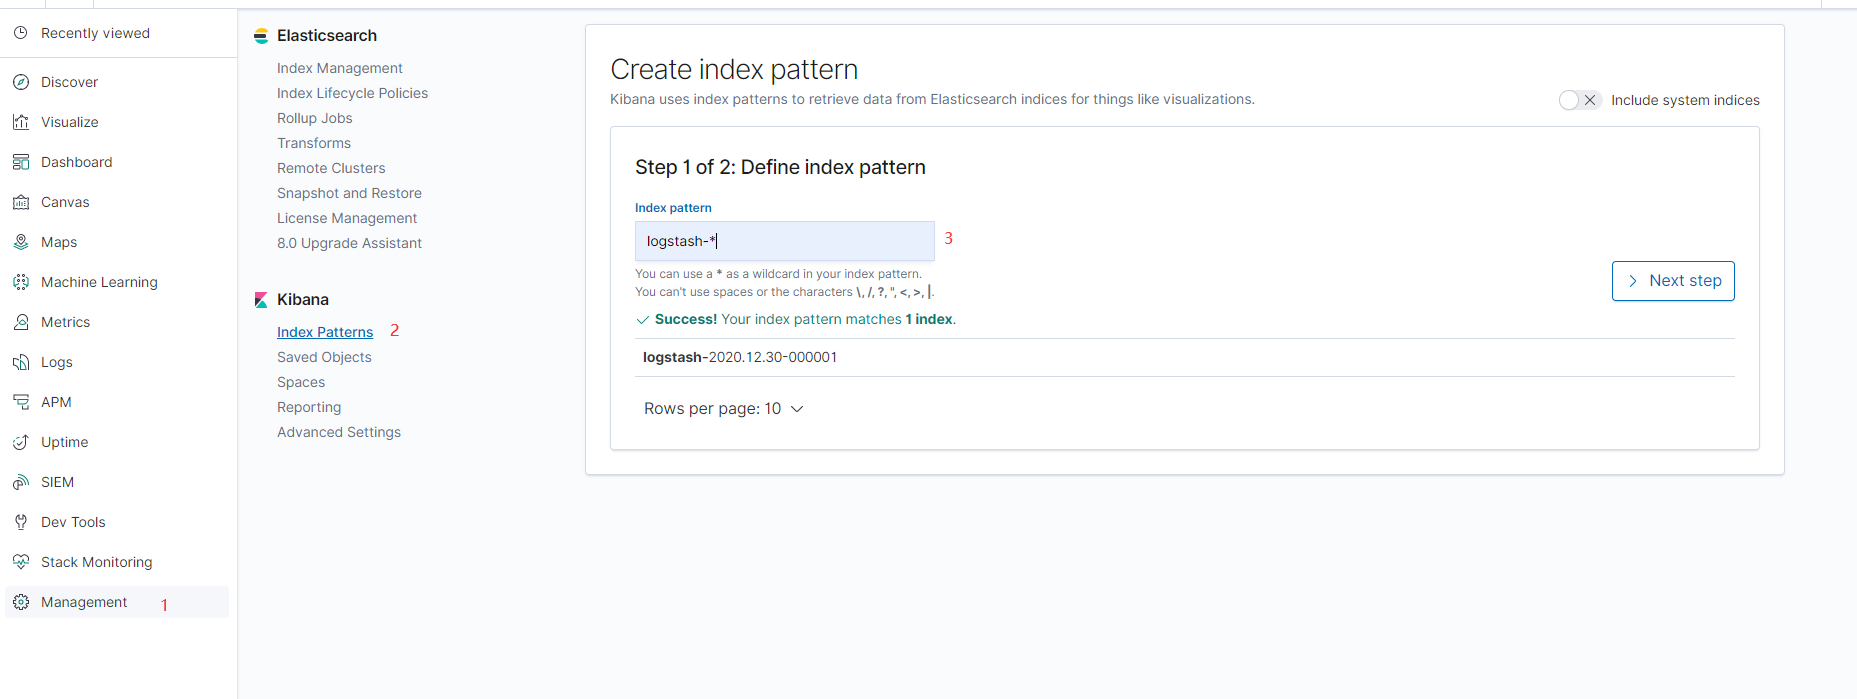 Recently viewed
Discover
Visualize
Dashboard
Canvas
Maps
Machine Learning
Metrics
Logs
APM
Uptime
SIEM
Dev Tools
Stack Monitoring
Management 1
Elasticsearch
Index Management
Index Lifecycle Policies
Rollup Jobs
Transforms
Remote Clusters
Snapshot and Restore
License Management
8.0 Upgrade Assistant
Kibana
Index Patterns 2
Saved Objects
Spaces
Reporting
Advanced Settings
Create index pattern
Kibana uses index patterns to retrieve data from Elasticsearch indices for things like visualizations.
Include system indices
Step 1 of 2: Define index pattern
Index pattern
logstash-* 3
You can use a * as a wildcard in your index pattern.
You can't use spaces or the characters \, /, ?, ", <, >, |.
Next step
Success! Your index pattern matches 1 index.
logstash-2020.12.30-000001
Rows per page: 10